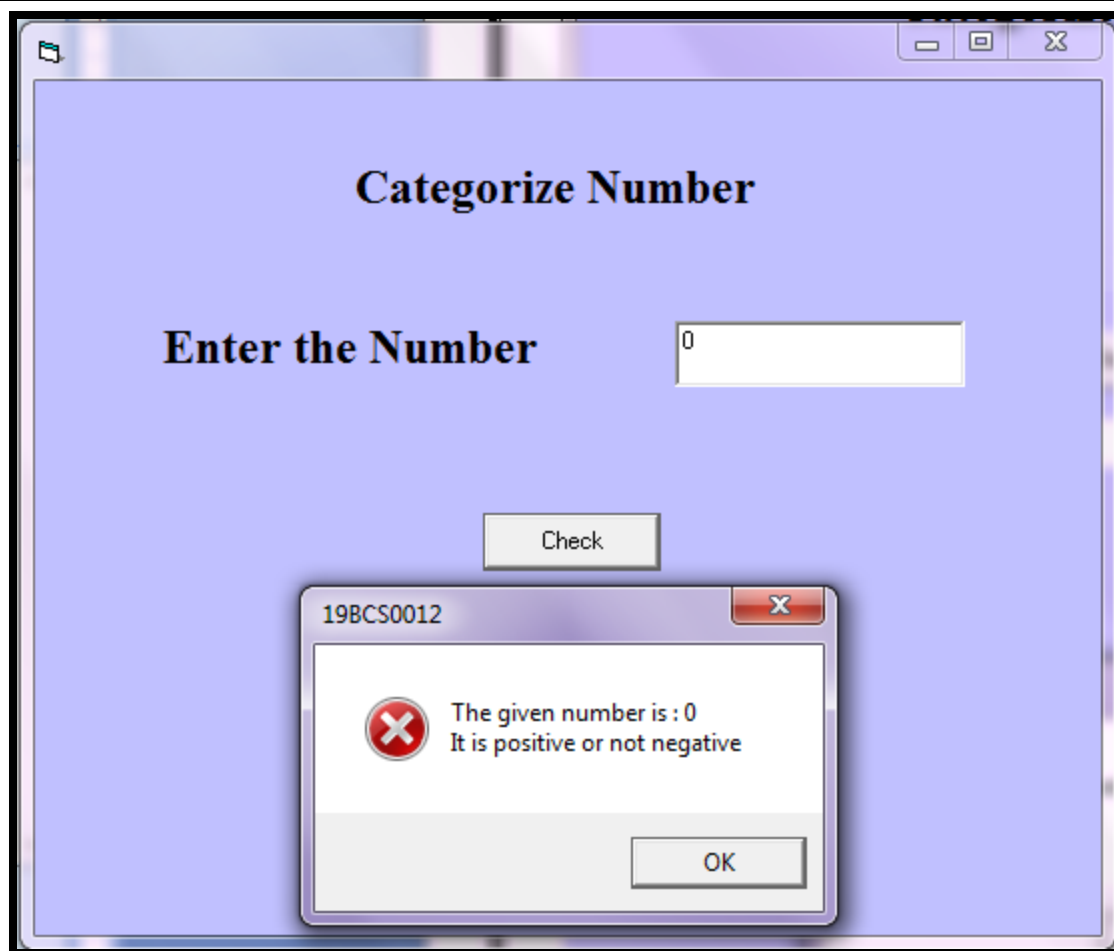 Categorize Number
Enter the Number
0
Check
19BCS0012
The given number is : 0
It is positive or not negative
OK